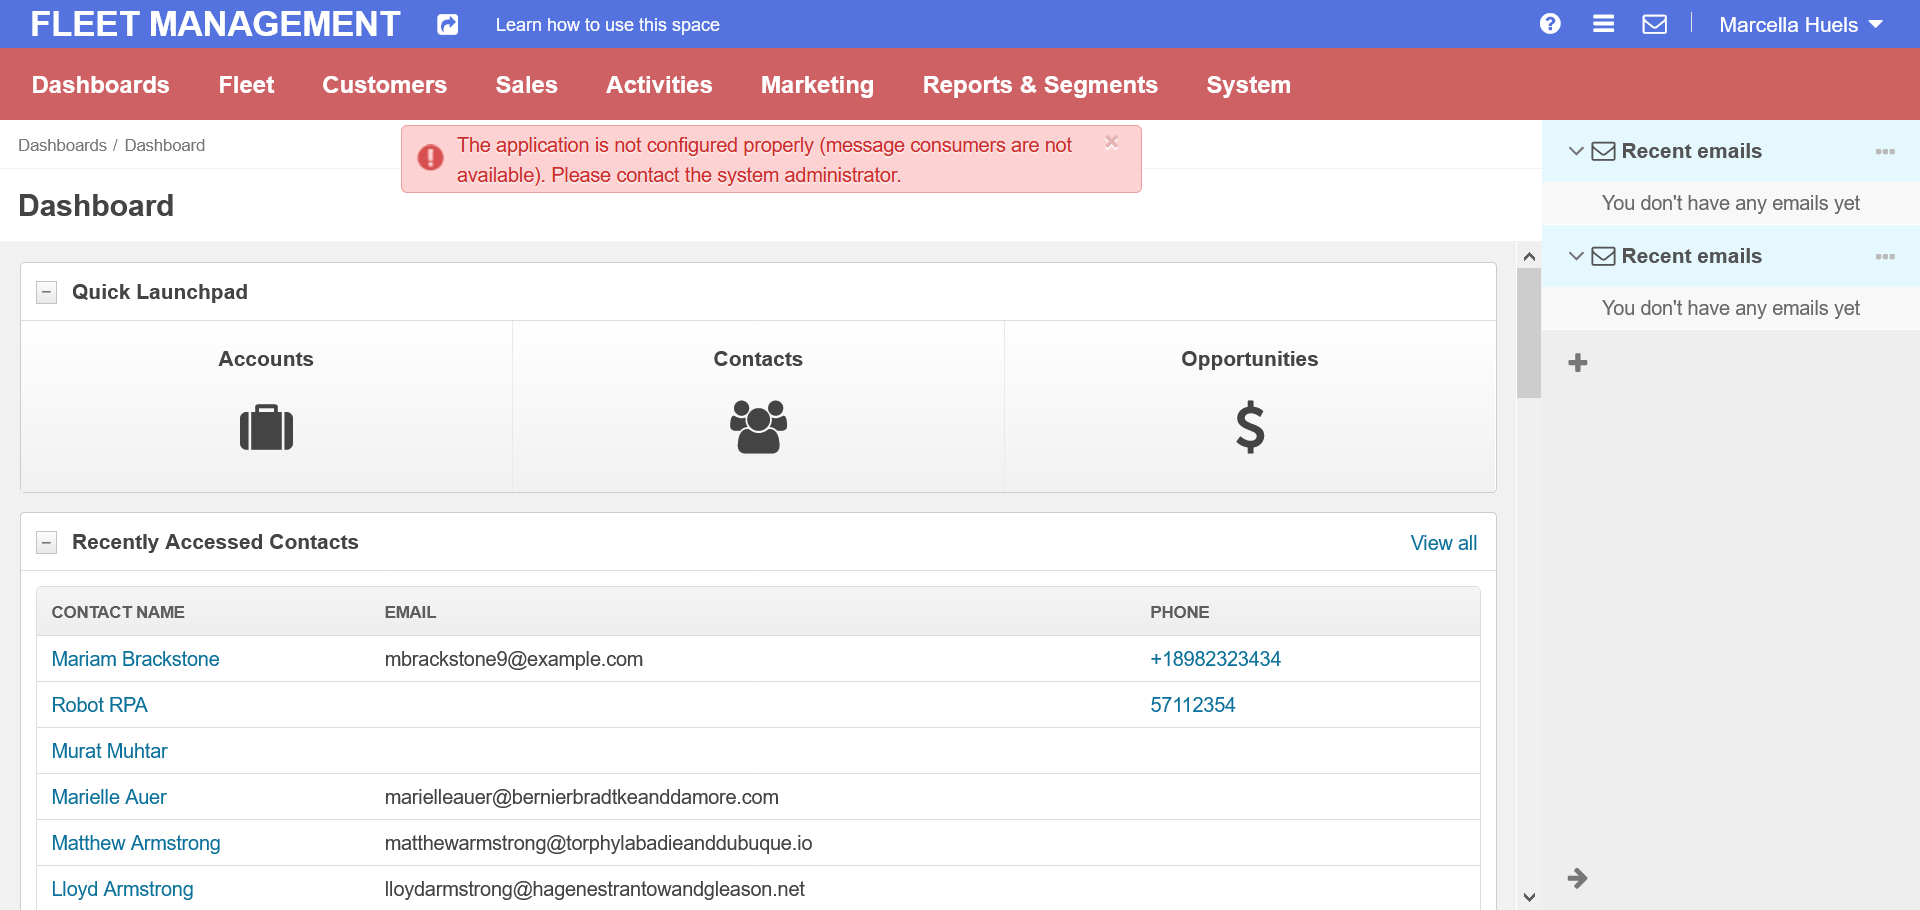 FLEET MANAGEMENT
Learn how to use this space
Marcella Huels
Dashboards Fleet Customers Sales Activities Marketing Reports & Segments System
Dashboards / Dashboard
The application is not configured properly (message consumers are not
available). Please contact the system administrator.
Dashboard
Quick Launchpad
Accounts
Contacts
Opportunities
Recently Accessed Contacts
View all
CONTACT NAME EMAIL PHONE
Mariam Brackstone mbrackstone9@example.com +18982323434
Robot RPA 57112354
Murat Muhtar
Marielle Auer marielleauer@bernierbradtkeanddamore.com
Matthew Armstrong matthewarmstrong@torphylabadieanddubuque.io
Lloyd Armstrong lloydarmstrong@hagenestrantowandgleason.net
Recent emails
You don't have any emails yet
Recent emails
You don't have any emails yet